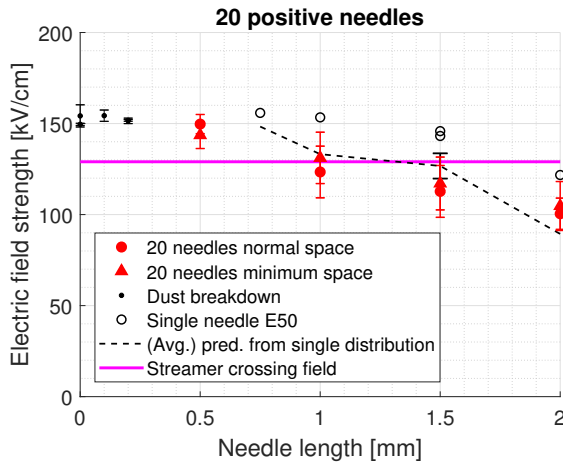 20 positive needles
Electric field strength [kV/cm]
200
150
100
50
0
20 needles normal space
20 needles minimum space
Dust breakdown
Single needle E50
(Avg.) pred. from single distribution
Streamer crossing field
0
0.5
1
1.5
2
Needle length [mm]